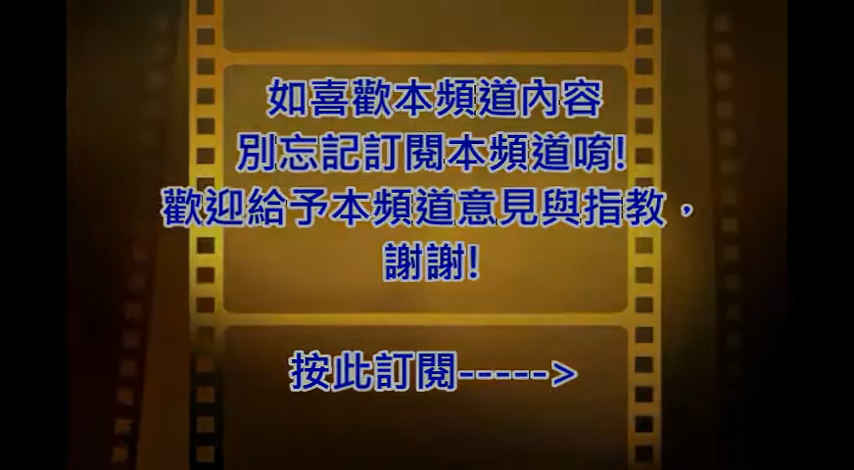 如喜歡本頻道內容
別忘記訂閱本頻道唷!
歡迎給予本頻道意見與指教，
謝謝!
按此訂閱----->